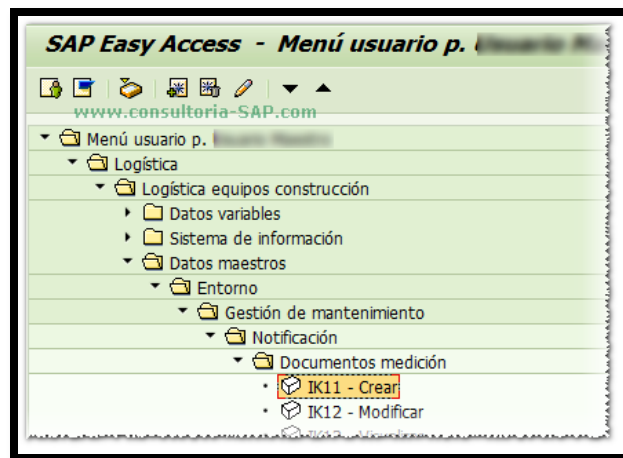 SAP Easy Access - Menú usuario p.
www.consultoria-SAP.com
Menú usuario p.
Logística
Logística equipos construcción
Datos variables
Sistema de información
Datos maestros
Entorno
Gestión de mantenimiento
Notificación
Documentos medición
IK11 - Crear
IK12 - Modificar